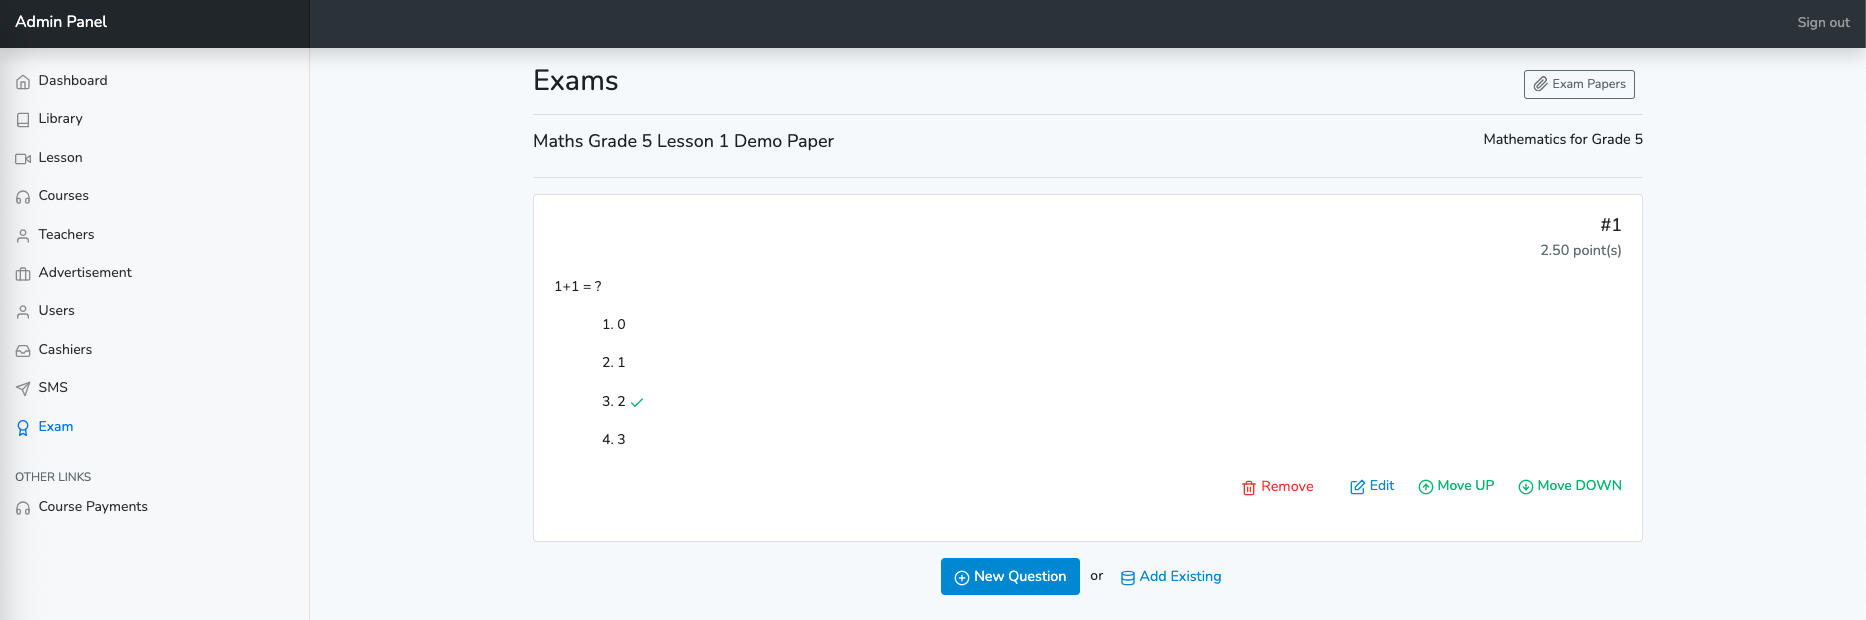 Admin Panel
Sign out
Dashboard
Library
Lesson
Courses
Teachers
Advertisement
Users
Cashiers
SMS
Exam
OTHER LINKS
Course Payments
Exams
Exam Papers
Maths Grade 5 Lesson 1 Demo Paper
Mathematics for Grade 5
#1
2.50 point(s)
1+1 = ?
1. 0
2. 1
3. 2
4. 3
Remove Edit Move UP Move DOWN
New Question or Add Existing